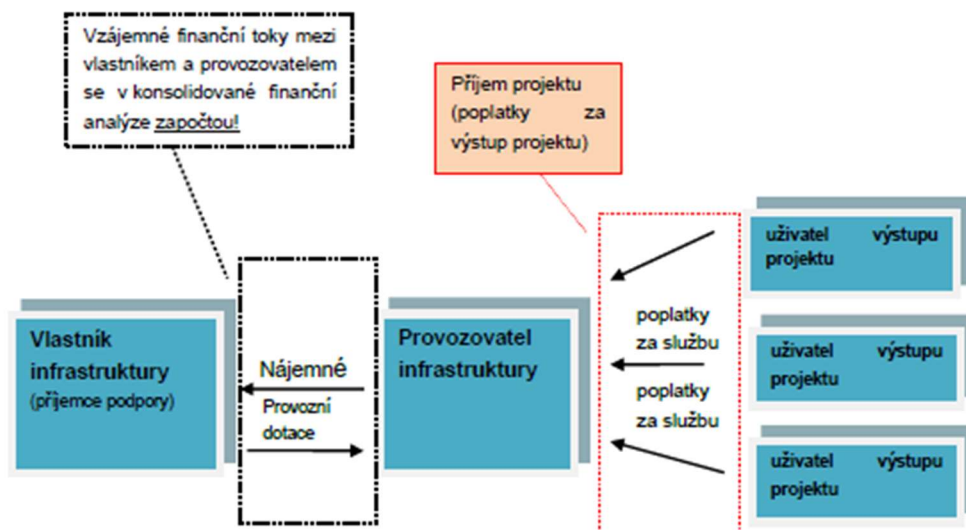 Vzájemné finanční toky mezi
vlastníkem a provozovatelem
se v konsolidované finanční
analýze započtou!
Příjem projektu
(poplatky za
výstup projektu)
Vlastník
infrastruktury
(příjemce podpory)
Nájemné
Provozní
dotace
Provozovatel
infrastruktury
poplatky
za službu
poplatky
za službu
uživatel výstupu
projektu
uživatel výstupu
projektu
uživatel výstupu
projektu